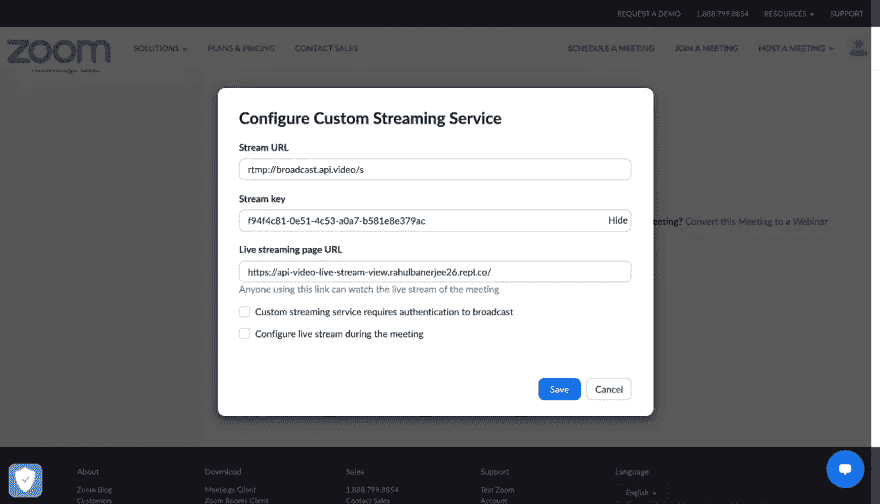 REQUEST A DEMO 1.888.799.8854 RESOURCES SUPPORT
zoom SOLUTIONS PLANS & PRICING CONTACT SALES SCHEDULE A MEETING JOIN A MEETING HOST A MEETING
Configure Custom Streaming Service
Stream URL
rtmp://broadcast.api.video/s
Stream key
f94f4c81-0e51-4c53-a0a7-b581e8e379ac Hide
eeting? Convert this Meeting to a Webinar
Live streaming page URL
https://api-video-live-stream-view.rahulbanerjee26.repl.co/
Anyone using this link can watch the live stream of the meeting
Custom streaming service requires authentication to broadcast
Configure live stream during the meeting
Save Cancel
About Download Sales Support Language
Zoom Blog Meetings Client 1.888.799.8854 Test Zoom English
Customers Zoom Rooms Client Contact Sales Account